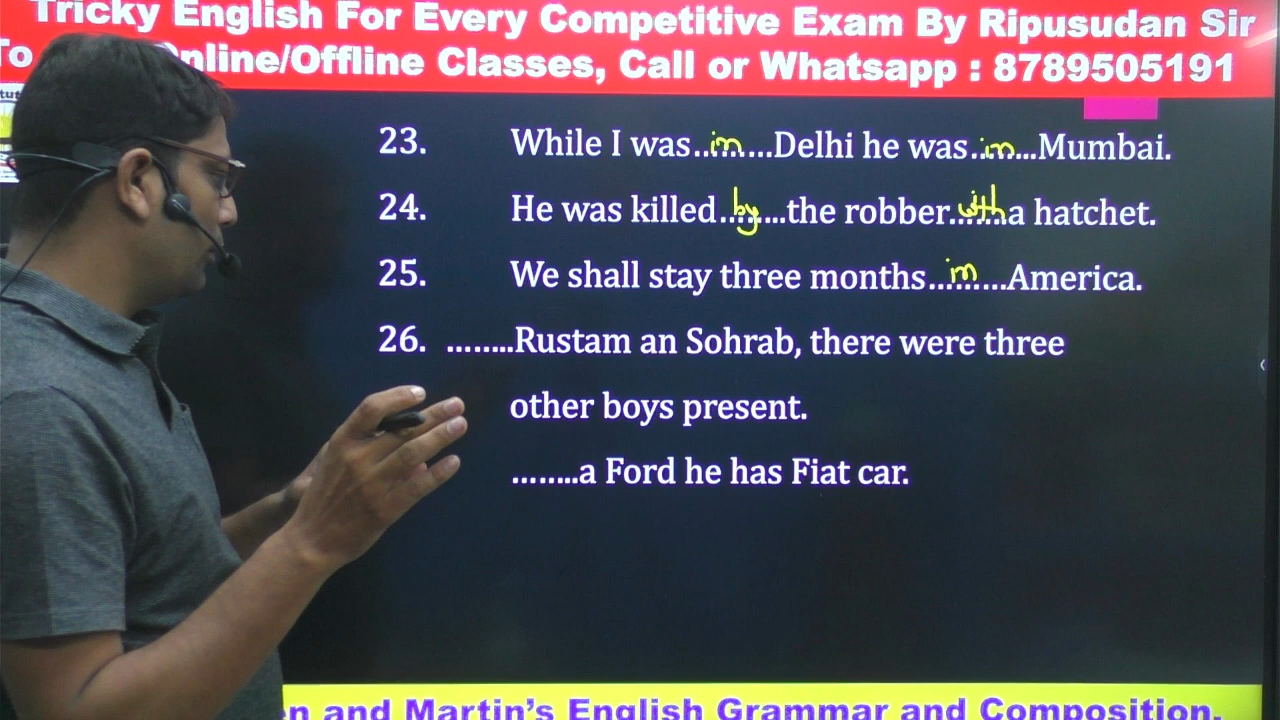 Tricky English For Every Competitive Exam By Ripusudan Sir
To nline/Offline Classes, Call or Whatsapp : 8789505191
23. While I was..in...Delhi he was..in...Mumbai.
24. He was killed..by...the robber..with..a hatchet.
25. We shall stay three months...in...America.
26. ........Rustam an Sohrab, there were three
other boys present.
........a Ford he has Fiat car.
and Martin's English Grammar and Composition.